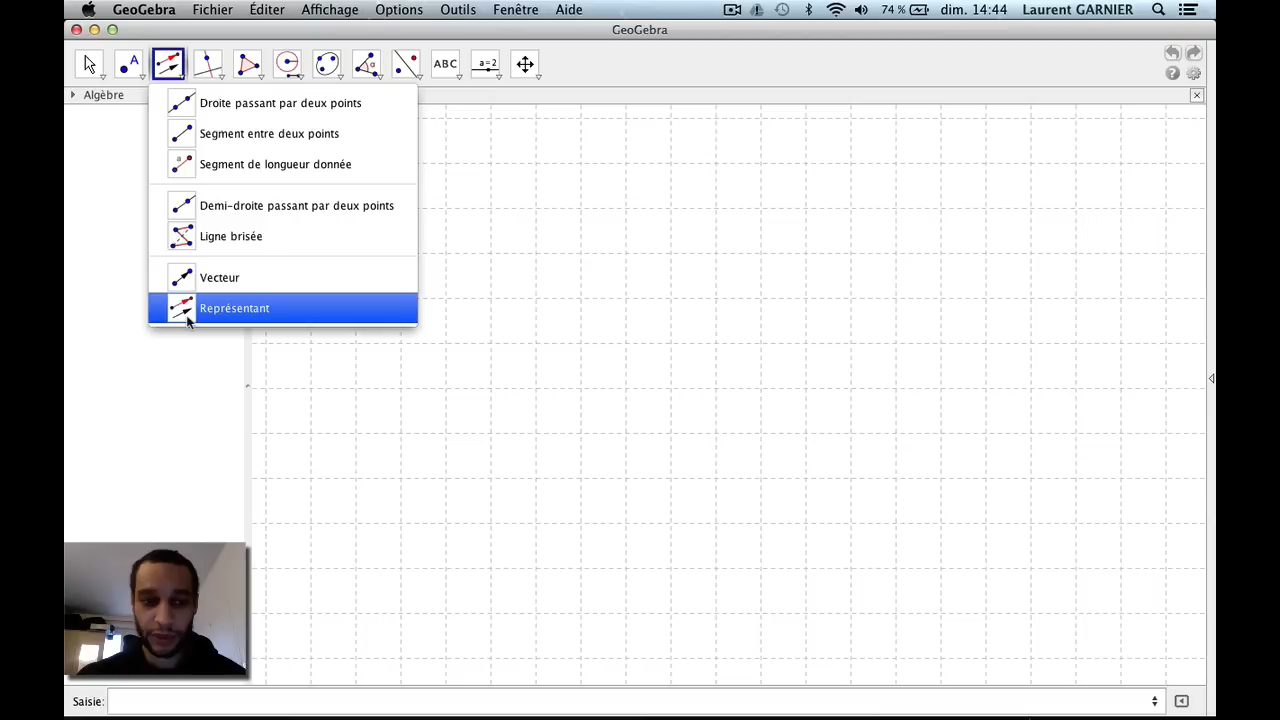 GeoGebra Fichier Éditer Affichage Options Outils Fenêtre Aide 74 % dim. 14:44 Laurent GARNIER
GeoGebra
A
α
ABC
a=2
Algèbre
Droite passant par deux points
Segment entre deux points
a
Segment de longueur donnée
Demi-droite passant par deux points
Ligne brisée
Vecteur
Représentant
Saisie: